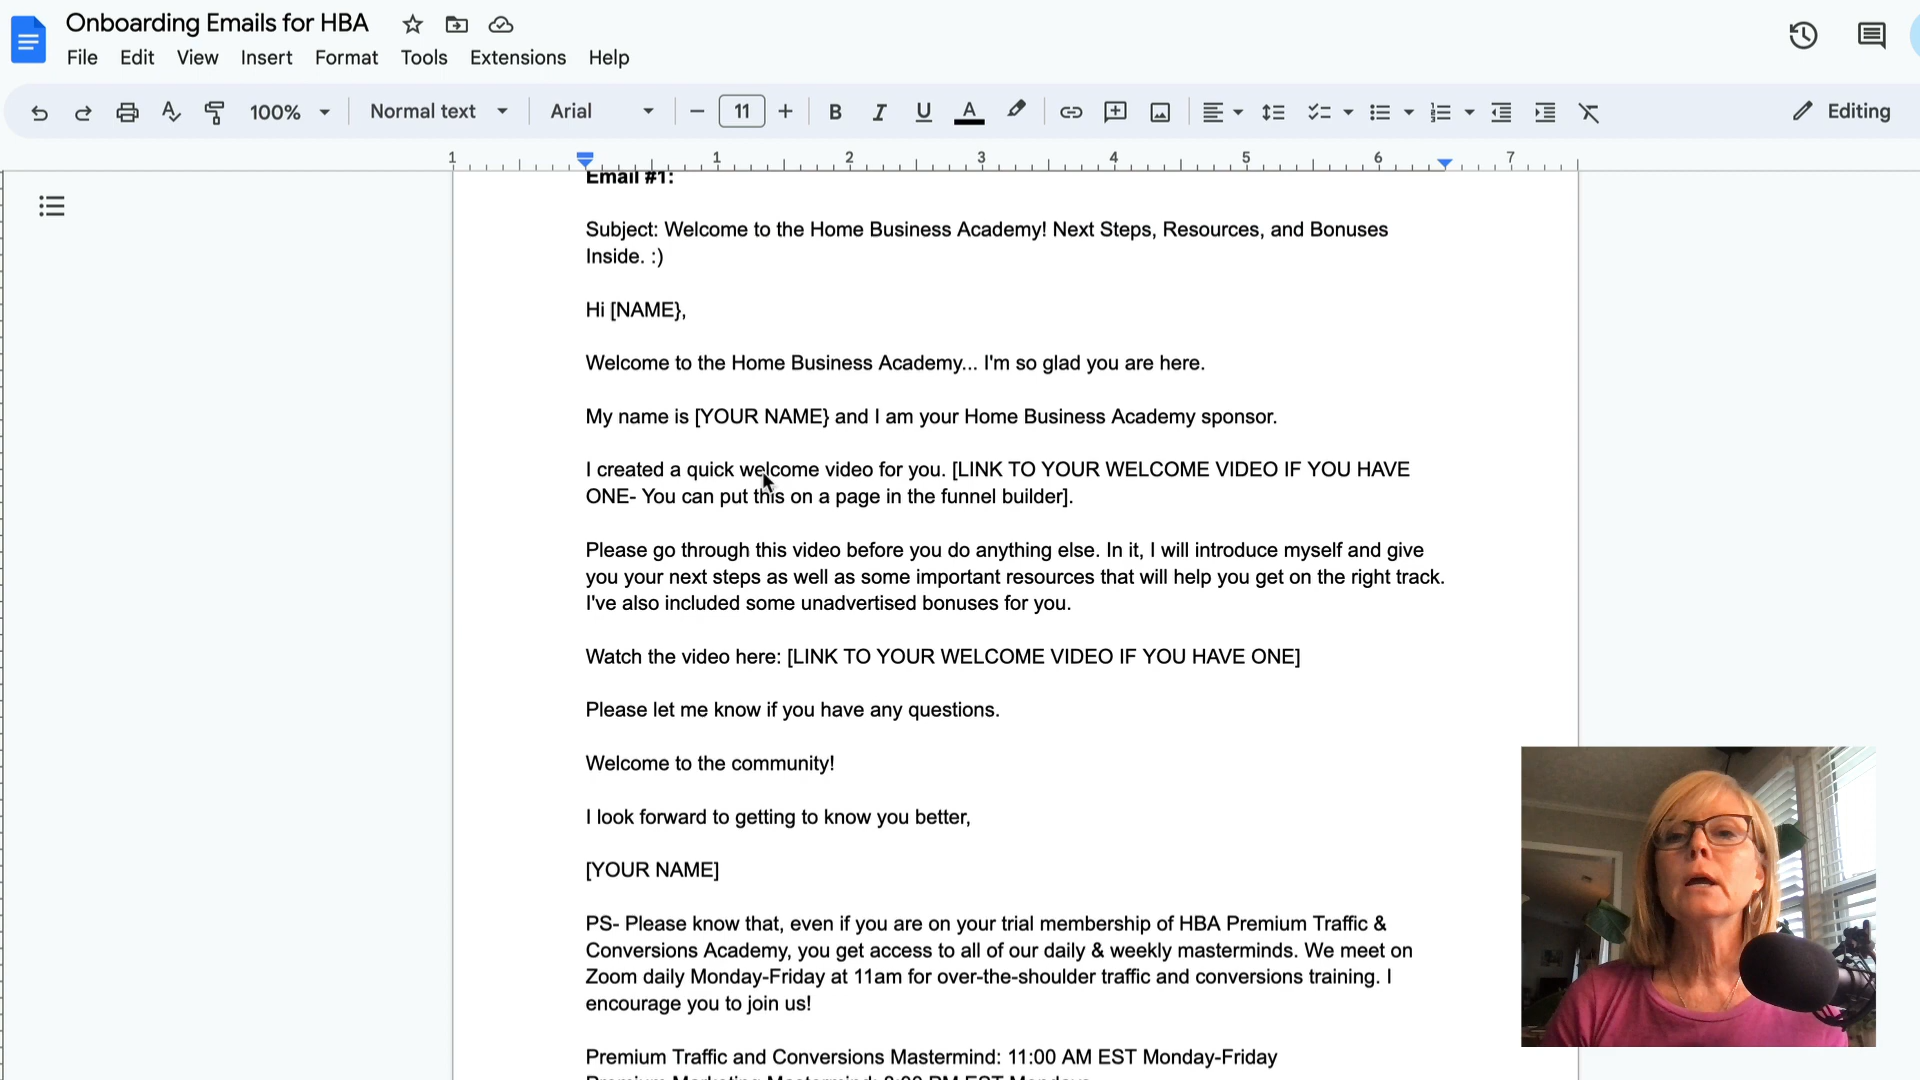 Onboarding Emails for HBA
File Edit View Insert Format Tools Extensions Help
100% Normal text Arial 11 Editing
1 1 2 3 4 5 6 7
Email #1:
Subject: Welcome to the Home Business Academy! Next Steps, Resources, and Bonuses
Inside. :)
Hi [NAME},
Welcome to the Home Business Academy... I'm so glad you are here.
My name is [YOUR NAME} and I am your Home Business Academy sponsor.
I created a quick welcome video for you. [LINK TO YOUR WELCOME VIDEO IF YOU HAVE
ONE- You can put this on a page in the funnel builder].
Please go through this video before you do anything else. In it, I will introduce myself and give
you your next steps as well as some important resources that will help you get on the right track.
I've also included some unadvertised bonuses for you.
Watch the video here: [LINK TO YOUR WELCOME VIDEO IF YOU HAVE ONE]
Please let me know if you have any questions.
Welcome to the community!
I look forward to getting to know you better,
[YOUR NAME]
PS- Please know that, even if you are on your trial membership of HBA Premium Traffic &
Conversions Academy, you get access to all of our daily & weekly masterminds. We meet on
Zoom daily Monday-Friday at 11am for over-the-shoulder traffic and conversions training. I
encourage you to join us!
Premium Traffic and Conversions Mastermind: 11:00 AM EST Monday-Friday